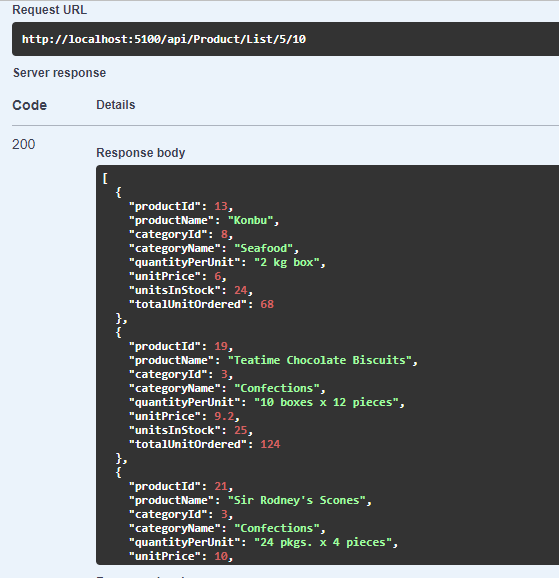 Request URL
http://localhost:5100/api/Product/List/5/10
Server response
Code Details
200
Response body
[
  {
    "productId": 13,
    "productName": "Konbu",
    "categoryId": 8,
    "categoryName": "Seafood",
    "quantityPerUnit": "2 kg box",
    "unitPrice": 6,
    "unitsInStock": 24,
    "totalUnitOrdered": 68
  },
  {
    "productId": 19,
    "productName": "Teatime Chocolate Biscuits",
    "categoryId": 3,
    "categoryName": "Confections",
    "quantityPerUnit": "10 boxes x 12 pieces",
    "unitPrice": 9.2,
    "unitsInStock": 25,
    "totalUnitOrdered": 124
  },
  {
    "productId": 21,
    "productName": "Sir Rodney's Scones",
    "categoryId": 3,
    "categoryName": "Confections",
    "quantityPerUnit": "24 pkgs. x 4 pieces",
    "unitPrice": 10,